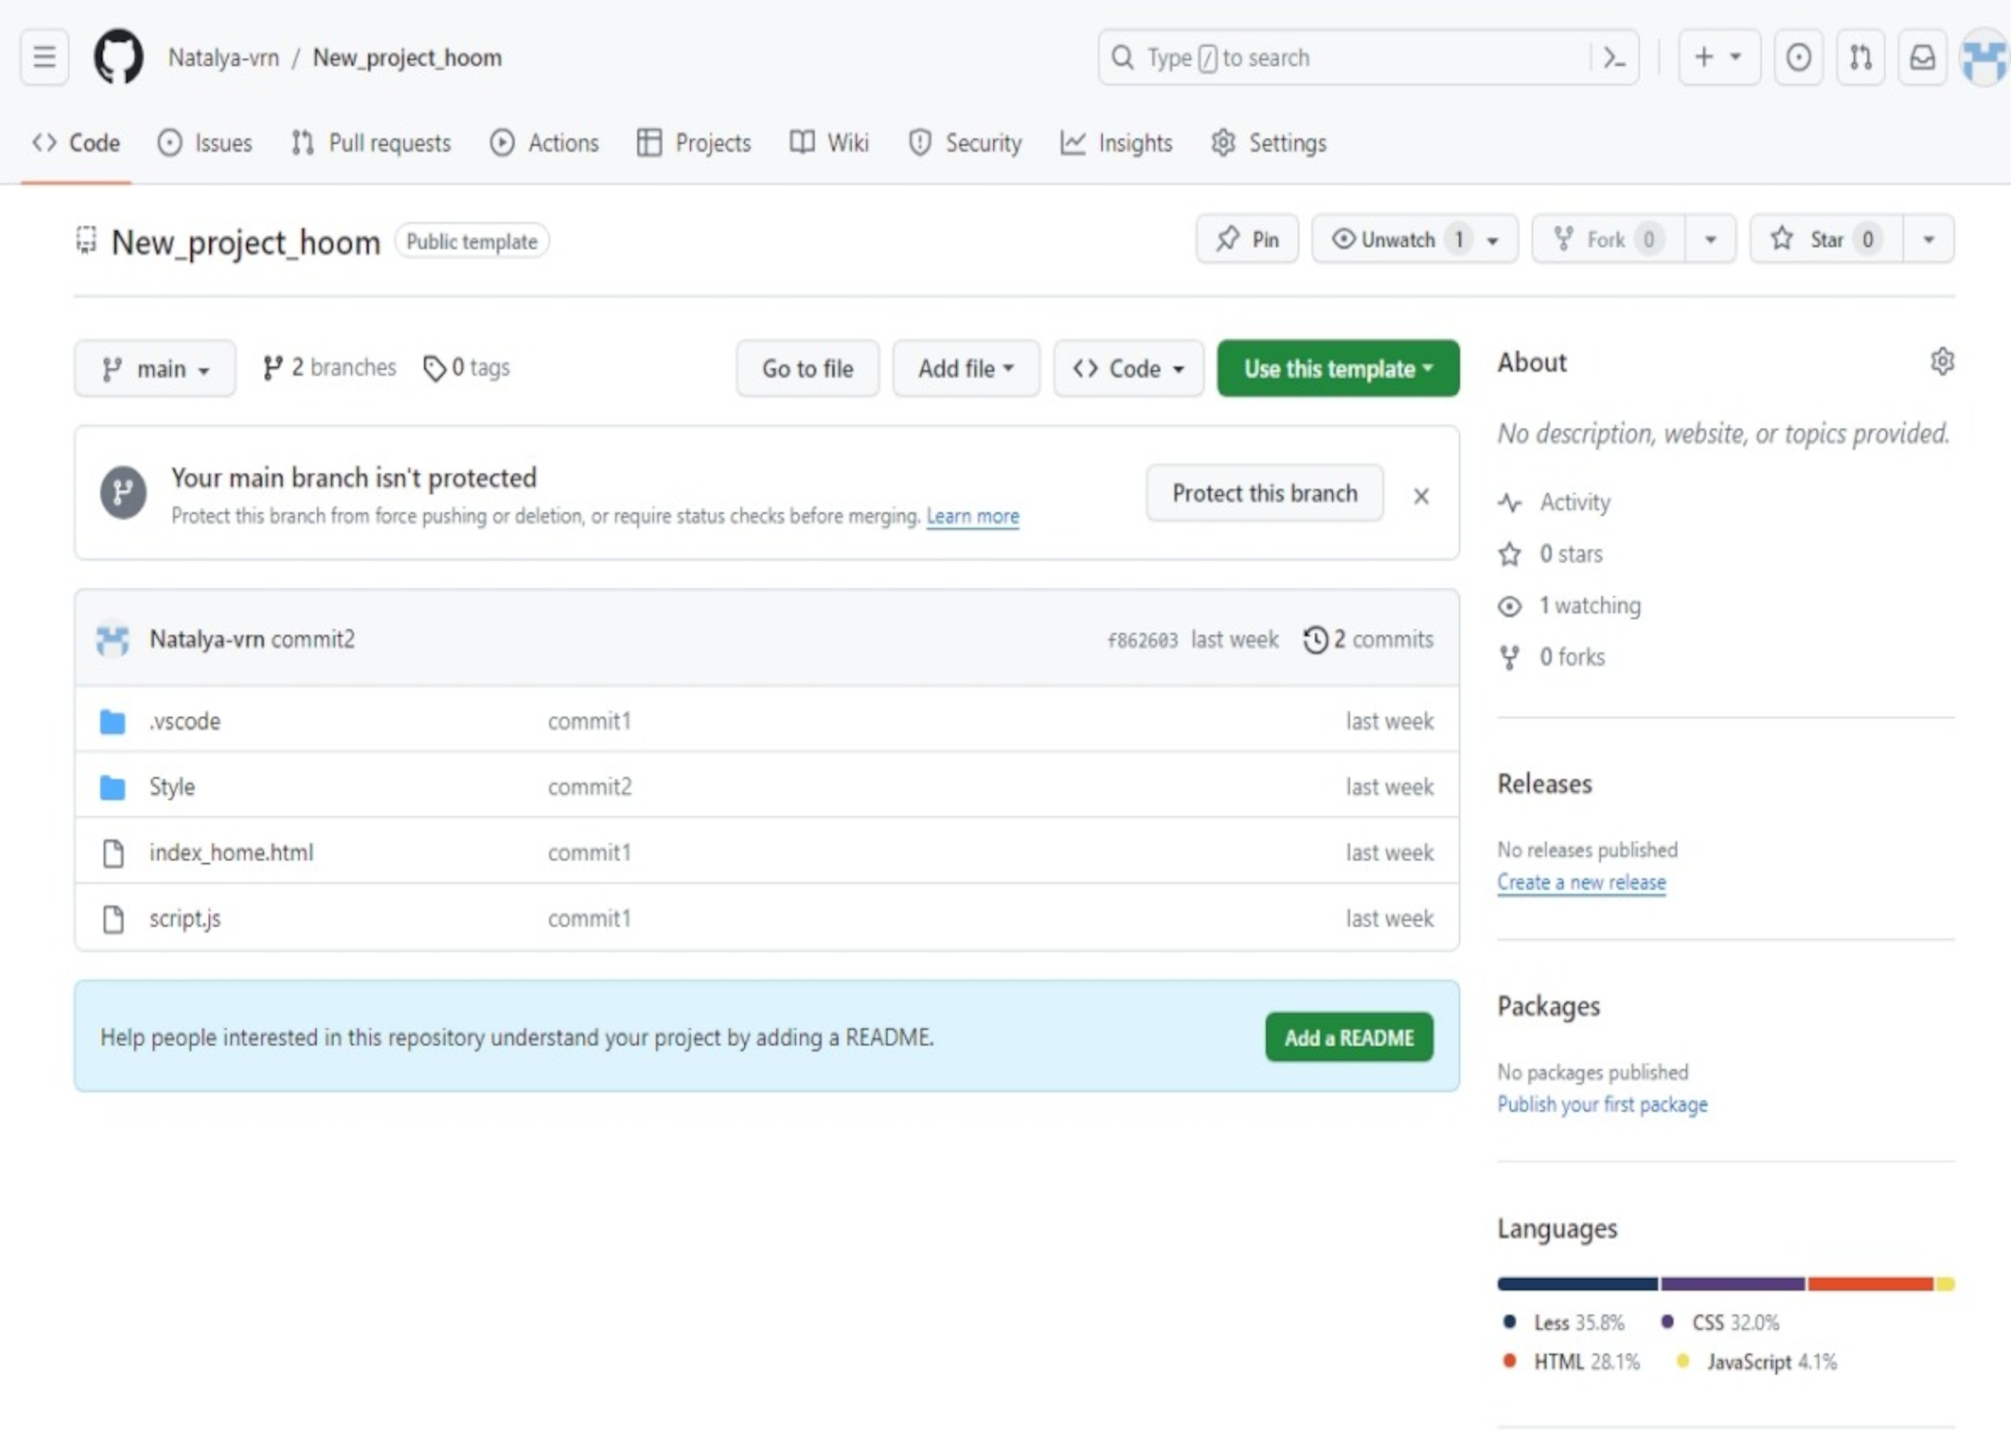 Natalya-vrn / New_project_hoom
Type / to search
Code Issues Pull requests Actions Projects Wiki Security Insights Settings
New_project_hoom Public template
Pin Unwatch 1 Fork 0 Star 0
main 2 branches 0 tags Go to file Add file Code Use this template
Your main branch isn't protected
Protect this branch from force pushing or deletion, or require status checks before merging. Learn more
Protect this branch
Natalya-vrn commit2 f862603 last week 2 commits
.vscode commit1 last week
Style commit2 last week
index_home.html commit1 last week
script.js commit1 last week
Help people interested in this repository understand your project by adding a README.
Add a README
About
No description, website, or topics provided.
Activity
0 stars
1 watching
0 forks
Releases
No releases published
Create a new release
Packages
No packages published
Publish your first package
Languages
Less 35.8% CSS 32.0%
HTML 28.1% JavaScript 4.1%